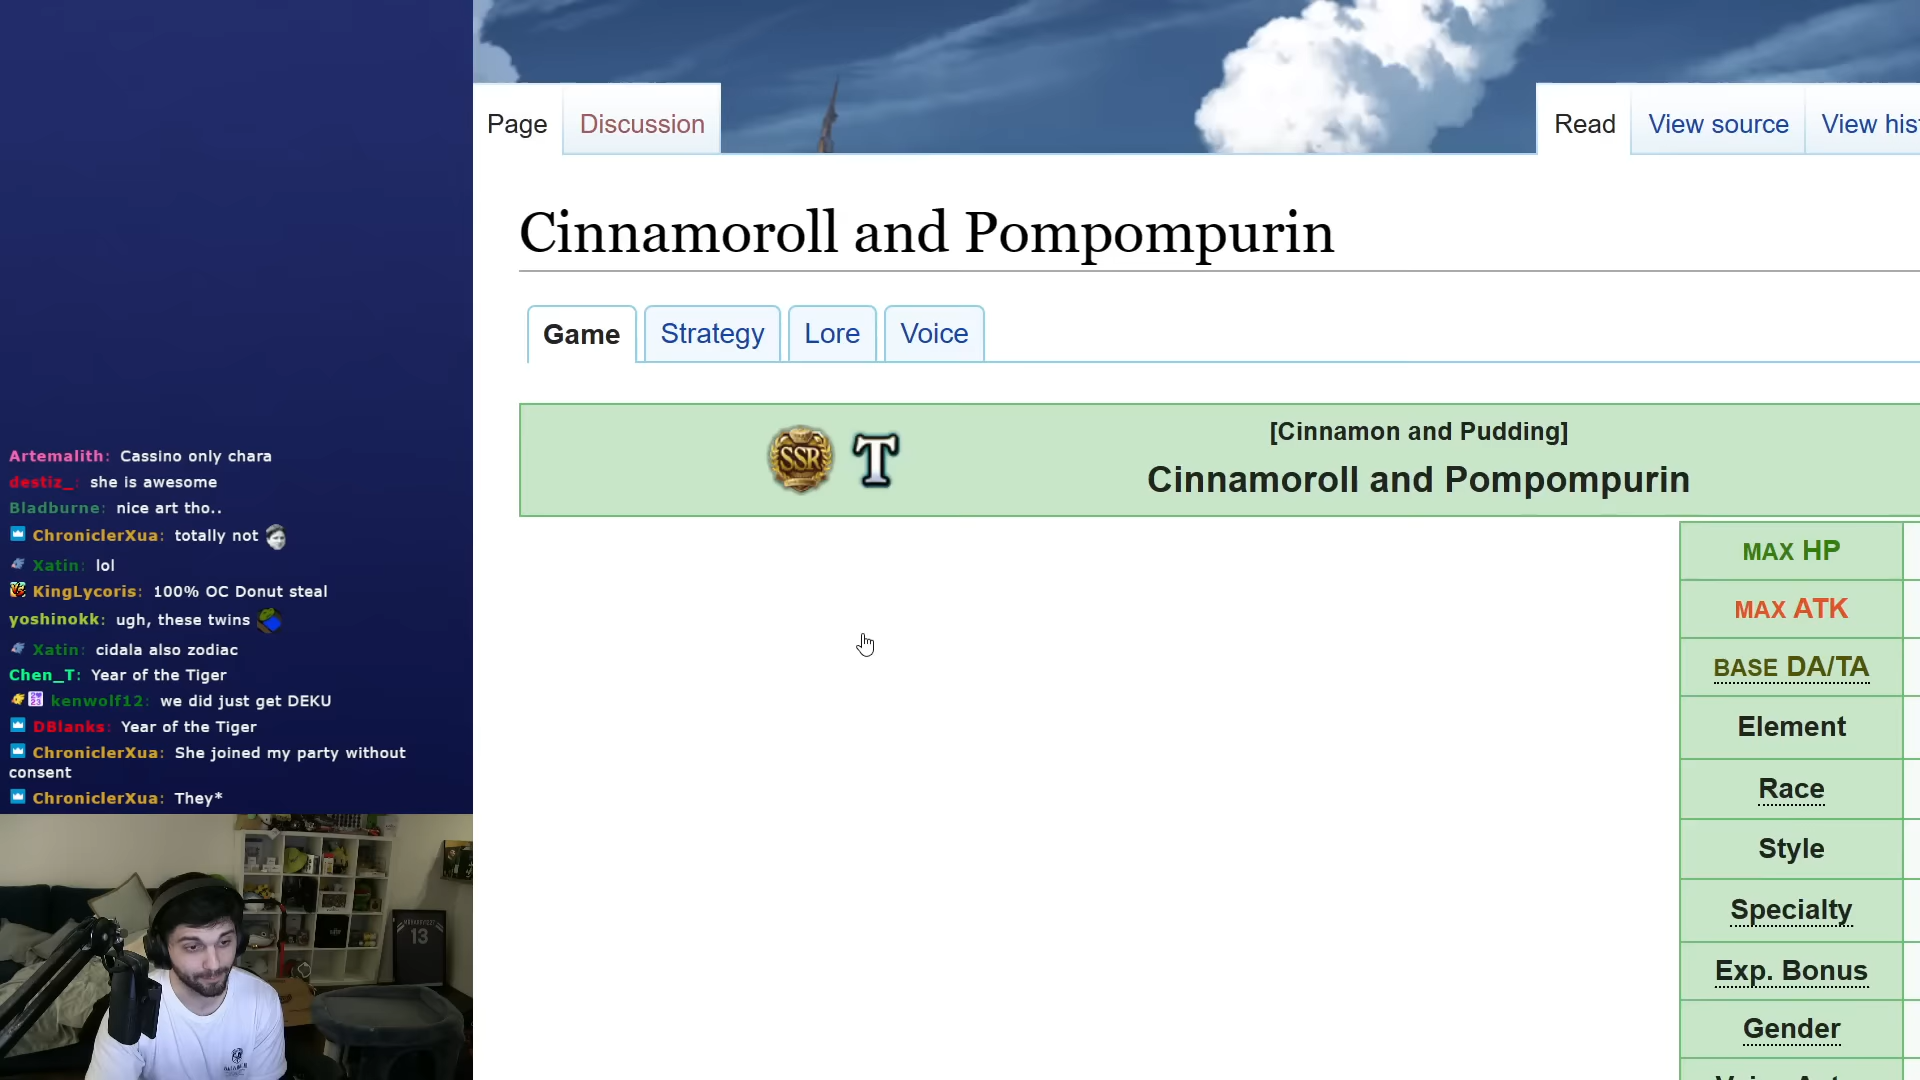 Page
Discussion
Read
View source
View his
Cinnamoroll and Pompompurin
Game
Strategy
Lore
Voice
SSR
T
[Cinnamon and Pudding]
Cinnamoroll and Pompompurin
MAX HP
MAX ATK
BASE DA/TA
Element
Race
Style
Specialty
Exp. Bonus
Gender
Artemalith: Cassino only chara
destiz_: she is awesome
Bladburne: nice art tho..
ChroniclerXua: totally not
Xatin: lol
KingLycoris: 100% OC Donut steal
yoshinokk: ugh, these twins
Xatin: cidala also zodiac
Chen_T: Year of the Tiger
kenwolf12: we did just get DEKU
DBlanks: Year of the Tiger
ChroniclerXua: She joined my party without
consent
ChroniclerXua: They*
13